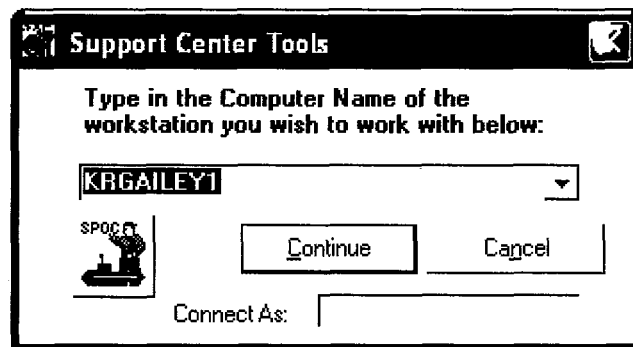 Support Center Tools
Type in the Computer Name of the
workstation you wish to work with below:
KRGAILEY1
SPOC
Continue
Cancel
Connect As: